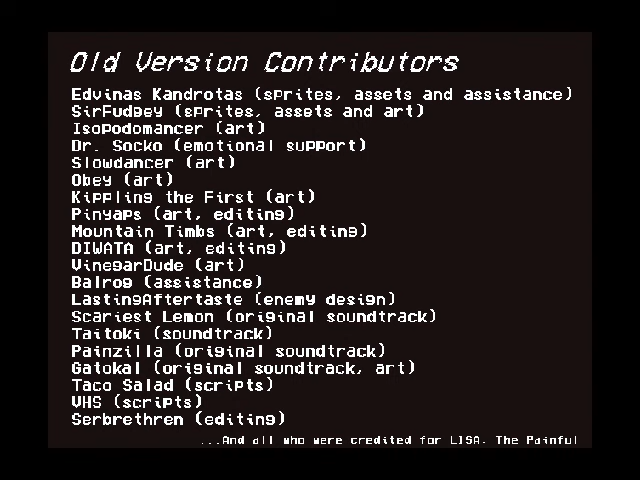 Old Version Contributors
Edvinas Kandrotas (sprites, assets and assistance)
SirFudgey (sprites, assets and art)
Isopodomancer (art)
Dr. Socko (emotional support)
Slowdancer (art)
Obey (art)
Kippling the First (art)
Pinyaps (art, editing)
Mountain Timbs (art, editing)
DIWATA (art, editing)
VinegarDude (art)
Balrog (assistance)
LastingAftertaste (enemy design)
Scariest Lemon (original soundtrack)
Taitoki (soundtrack)
Painzilla (original soundtrack)
Gatokal (original soundtrack, art)
Taco Salad (scripts)
VHS (scripts)
Serbrethren (editing)
...And all who were credited for LISA. The Painful